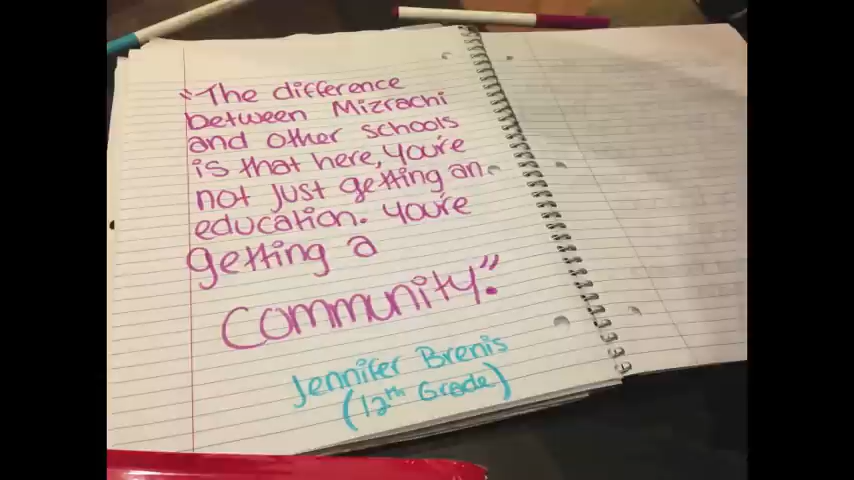 "The difference
between Mizrachi
and other schools
is that here, you're
not just getting an
education. You're
getting a
Community".
Jennifer Brenis
(12th Grade)